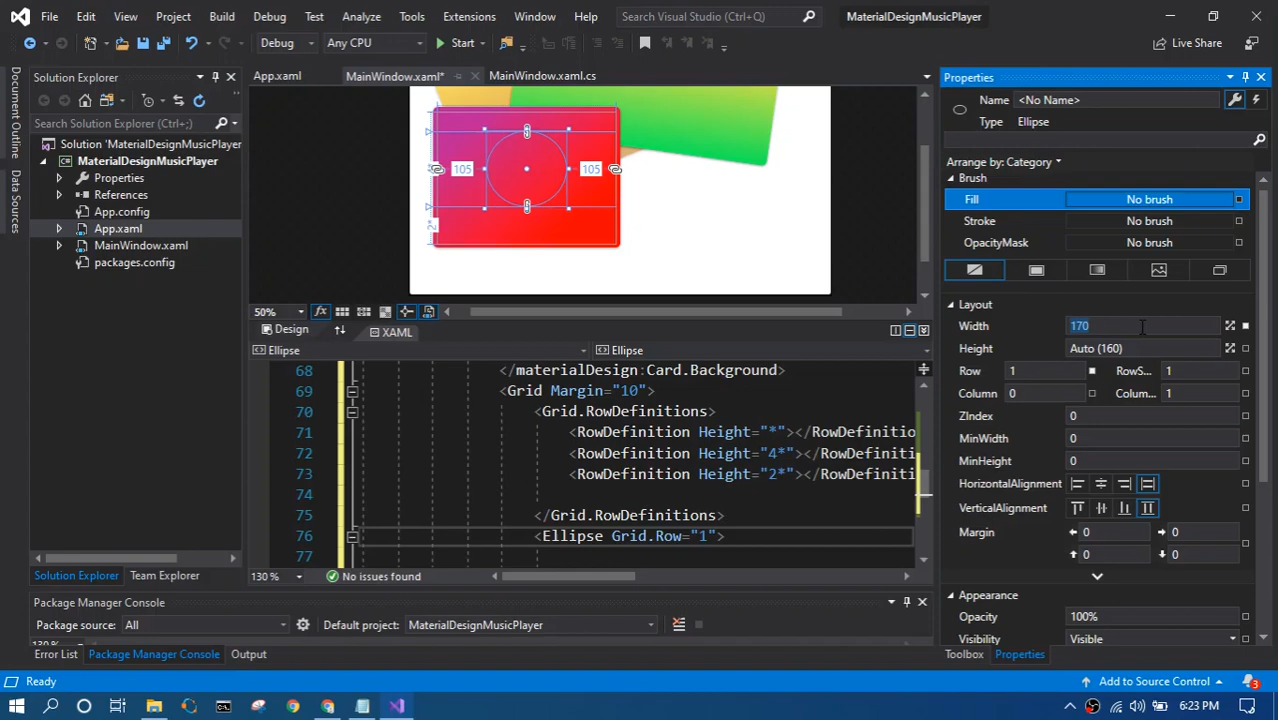 File Edit View Project Build Debug Test Analyze Tools Extensions Window Help Search Visual Studio (Ctrl+Q) MaterialDesignMusicPlayer
Debug Any CPU Start Live Share
Document Outline
Data Sources
Solution Explorer
Search Solution Explorer (Ctrl+;)
Solution 'MaterialDesignMusicPlayer'
MaterialDesignMusicPlayer
Properties
References
App.config
App.xaml
MainWindow.xaml
packages.config
Solution Explorer Team Explorer
App.xaml MainWindow.xaml* MainWindow.xaml.cs
105 105
2*
50%
Design XAML
Ellipse Ellipse
68 </materialDesign:Card.Background>
69 <Grid Margin="10">
70 <Grid.RowDefinitions>
71 <RowDefinition Height="*"></RowDefinitio
72 <RowDefinition Height="4*"></RowDefiniti
73 <RowDefinition Height="2*"></RowDefiniti
74
75 </Grid.RowDefinitions>
76 <Ellipse Grid.Row="1">
77
130 % No issues found
Package Manager Console
Package source: All Default project: MaterialDesignMusicPlayer
Error List Package Manager Console Output
Properties
Name <No Name>
Type Ellipse
Arrange by: Category
Brush
Fill No brush
Stroke No brush
OpacityMask No brush
Layout
Width 170
Height Auto (160)
Row 1 RowS... 1
Column 0 Colum... 1
ZIndex 0
MinWidth 0
MinHeight 0
HorizontalAlignment
VerticalAlignment
Margin 0 0
0 0
Appearance
Opacity 100%
Visibility Visible
Toolbox Properties
Ready Add to Source Control 3
6:23 PM